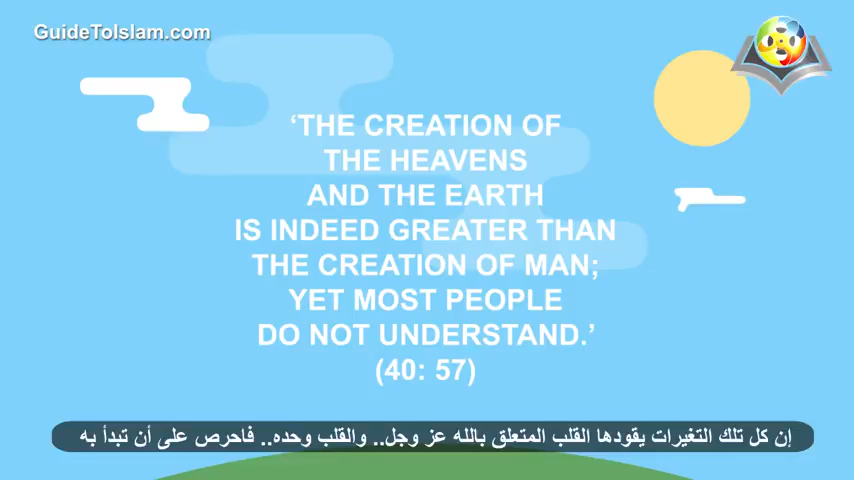 GuideToIslam.com
‘THE CREATION OF
THE HEAVENS
AND THE EARTH
IS INDEED GREATER THAN
THE CREATION OF MAN;
YET MOST PEOPLE
DO NOT UNDERSTAND.’
(40: 57)
إن كل تلك التغيرات يقودها القلب المتعلق بالله عز وجل.. والقلب وحده.. فاحرص على أن تبدأ به